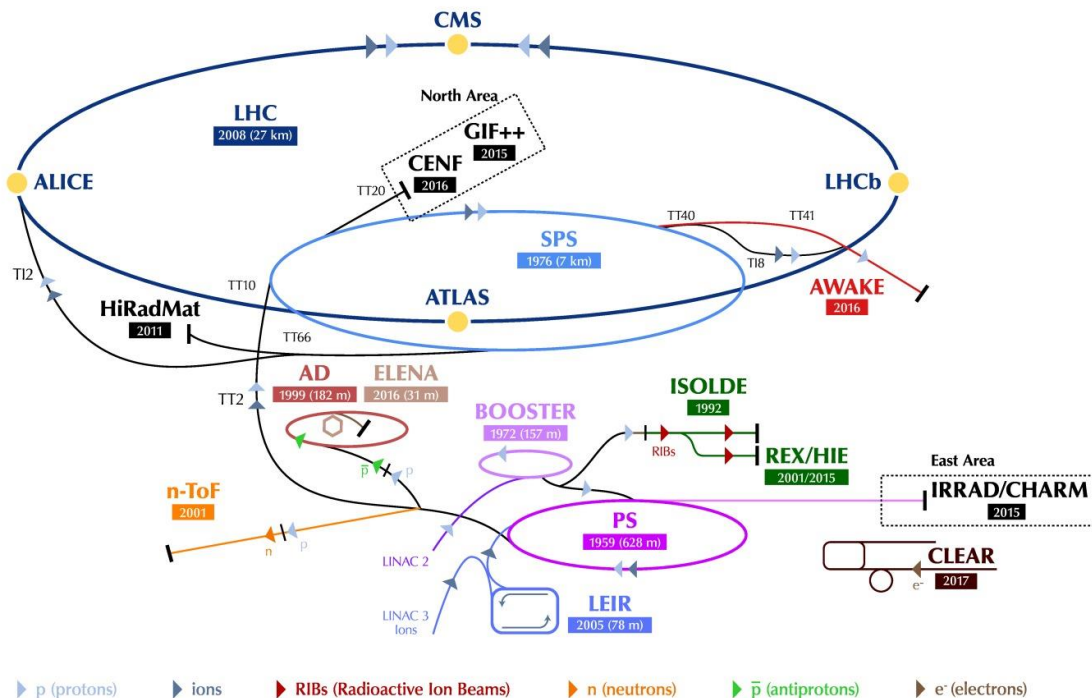 CMS
North Area
LHC
2008 (27 km)
GIF++
2015
CENF
2016
ALICE
LHCb
TT20
TT40
TT41
SPS
1976 (7 km)
TI2
TI8
TT10
AWAKE
2016
ATLAS
HiRadMat
2011
TT66
AD
1999 (182 m)
ELENA
2016 (31 m)
TT2
BOOSTER
1972 (157 m)
ISOLDE
1992
RIBs
REX/HIE
2001/2015
p
p
East Area
IRRAD/CHARM
2015
n-ToF
2001
n
p
PS
1959 (628 m)
LINAC 2
CLEAR
2017
e-
LINAC 3
Ions
LEIR
2005 (78 m)
p (protons)
ions
RIBs (Radioactive Ion Beams)
n (neutrons)
p̅ (antiprotons)
e- (electrons)